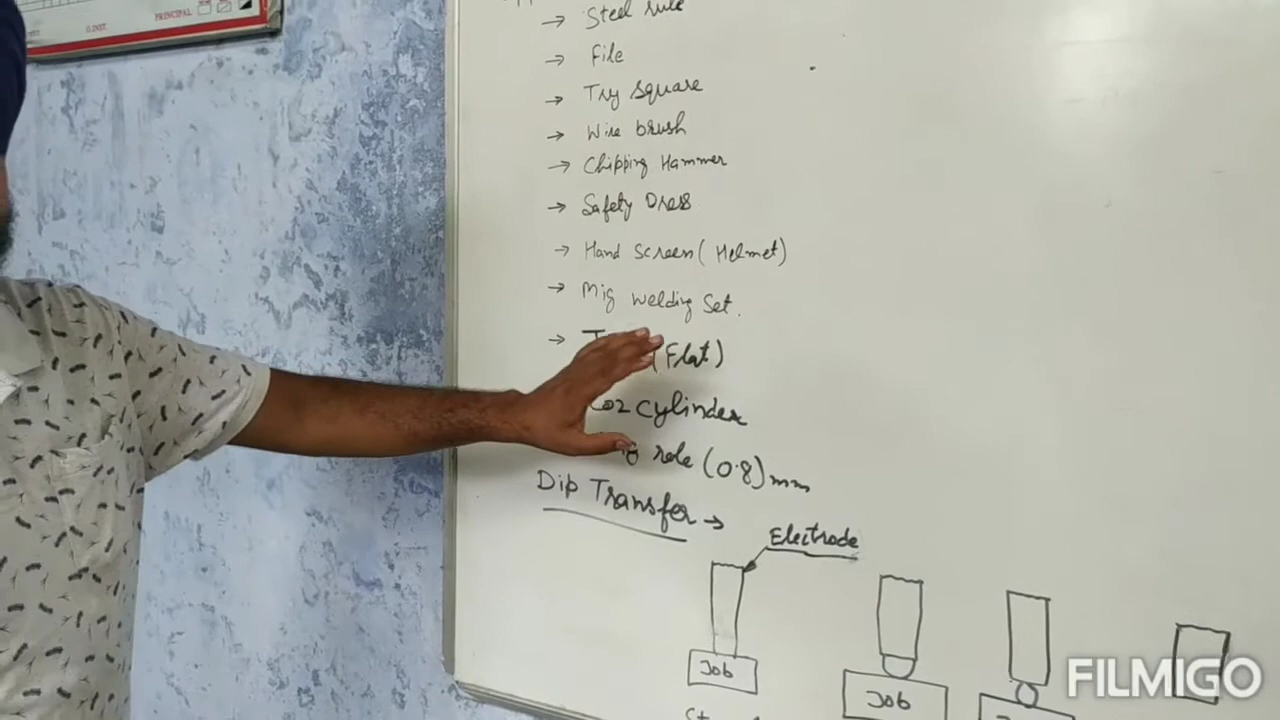 G.INST. PRINCIPAL
→ Steel rule
→ File
→ Try square
→ Wire brush
→ Chipping Hammer
→ Safety Dress
→ Hand Screen (Helmet)
→ Mig Welding Set.
→ (Flat)
Co2 cylinder
role (0.8) mm
Dip Transfer →
Electrode
Job
Job
FILMIGO